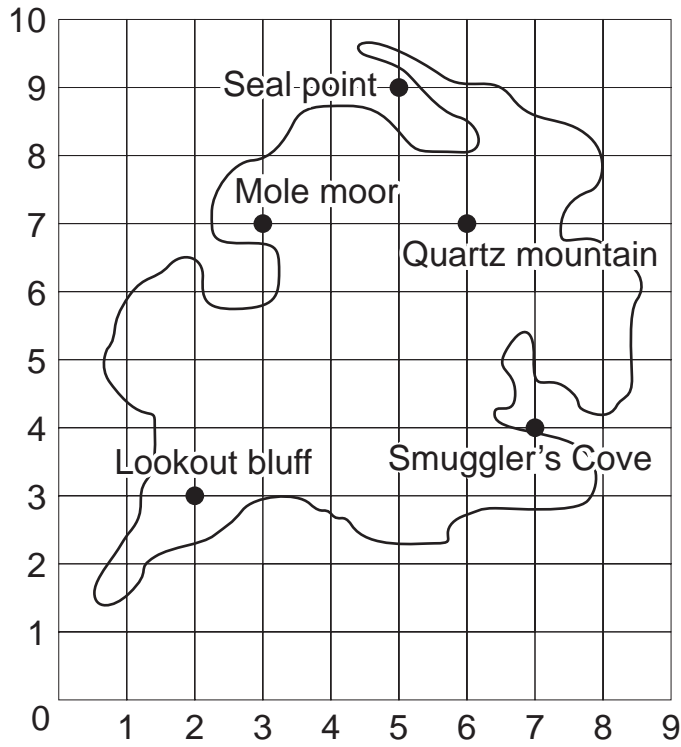 10
Seal point
9
8
Mole moor
7
Quartz mountain
6
5
4
Lookout bluff
Smuggler’s Cove
3
2
1
0
1 2 3 4 5 6 7 8 9